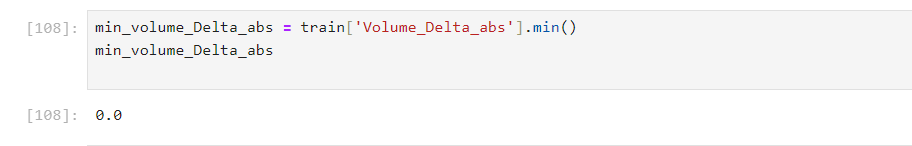 [108]: min_volume_Delta_abs = train['Volume_Delta_abs'].min()
min_volume_Delta_abs
[108]: 0.0